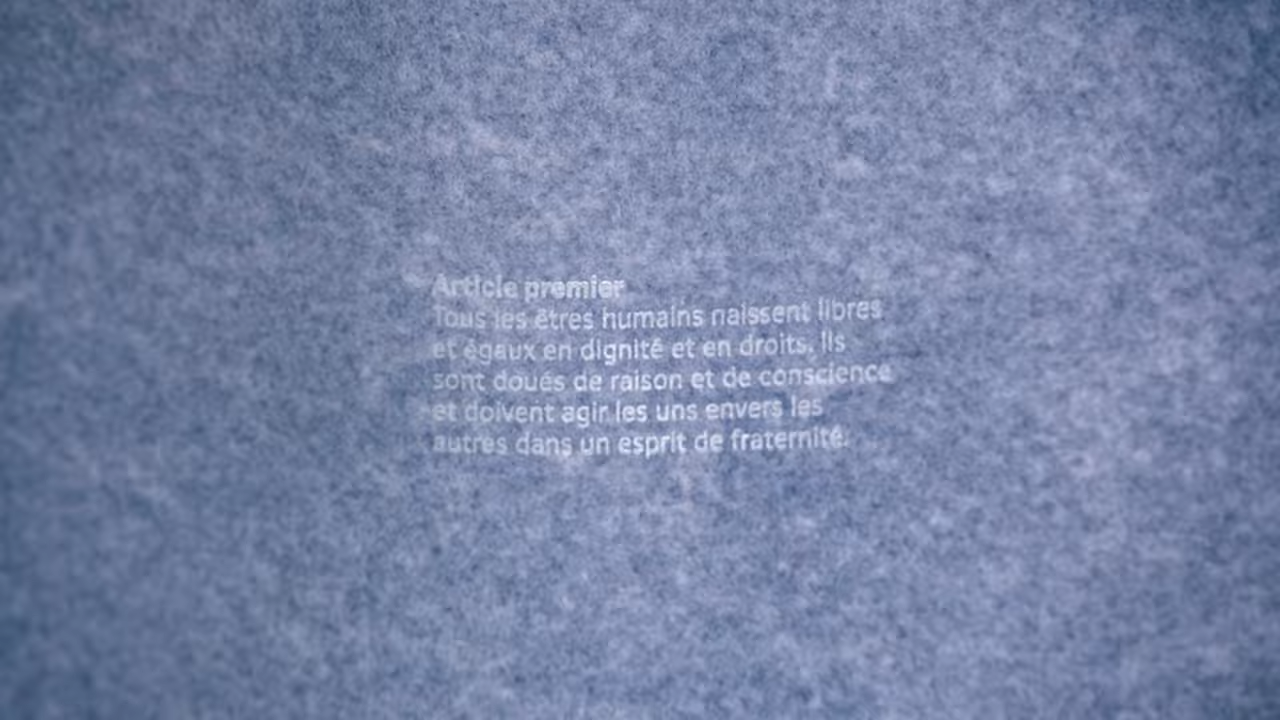 Article premier
Tous les êtres humains naissent libres
et égaux en dignité et en droits. Ils
sont doués de raison et de conscience
et doivent agir les uns envers les
autres dans un esprit de fraternité.